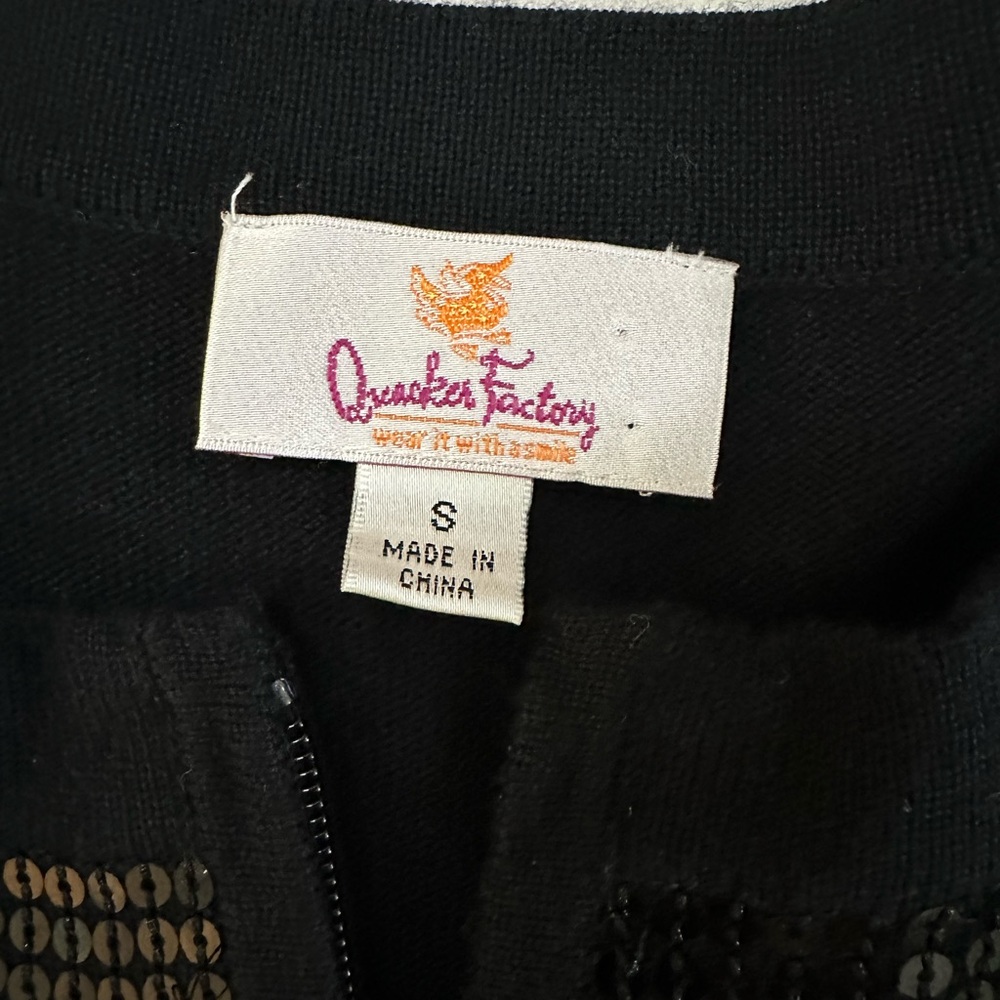 Quacker Factory
wear it with a smile
S
MADE IN
CHINA